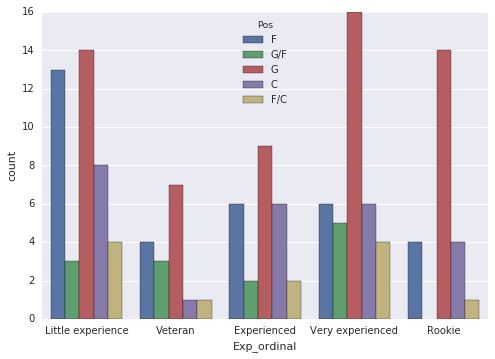 16
14
12
10
8
6
4
2
0
count
Pos
F
G/F
G
C
F/C
Little experience
Veteran
Experienced
Very experienced
Rookie
Exp_ordinal